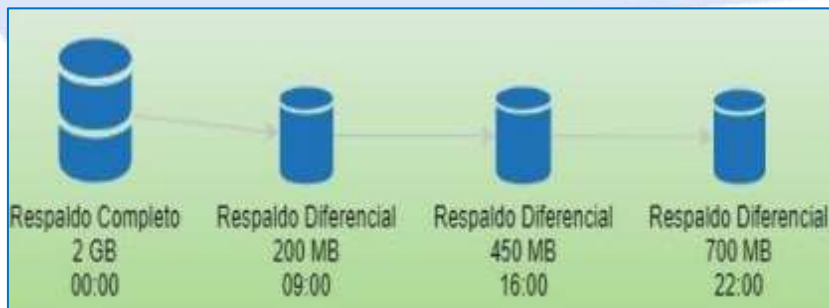 Respaldo Completo
2 GB
00:00
Respaldo Diferencial
200 MB
09:00
Respaldo Diferencial
450 MB
16:00
Respaldo Diferencial
700 MB
22:00